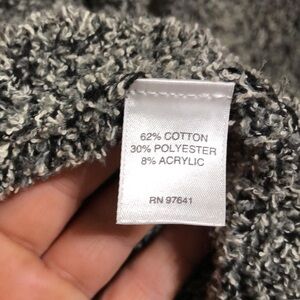 62% COTTON
30% POLYESTER
8% ACRYLIC
RN 97641